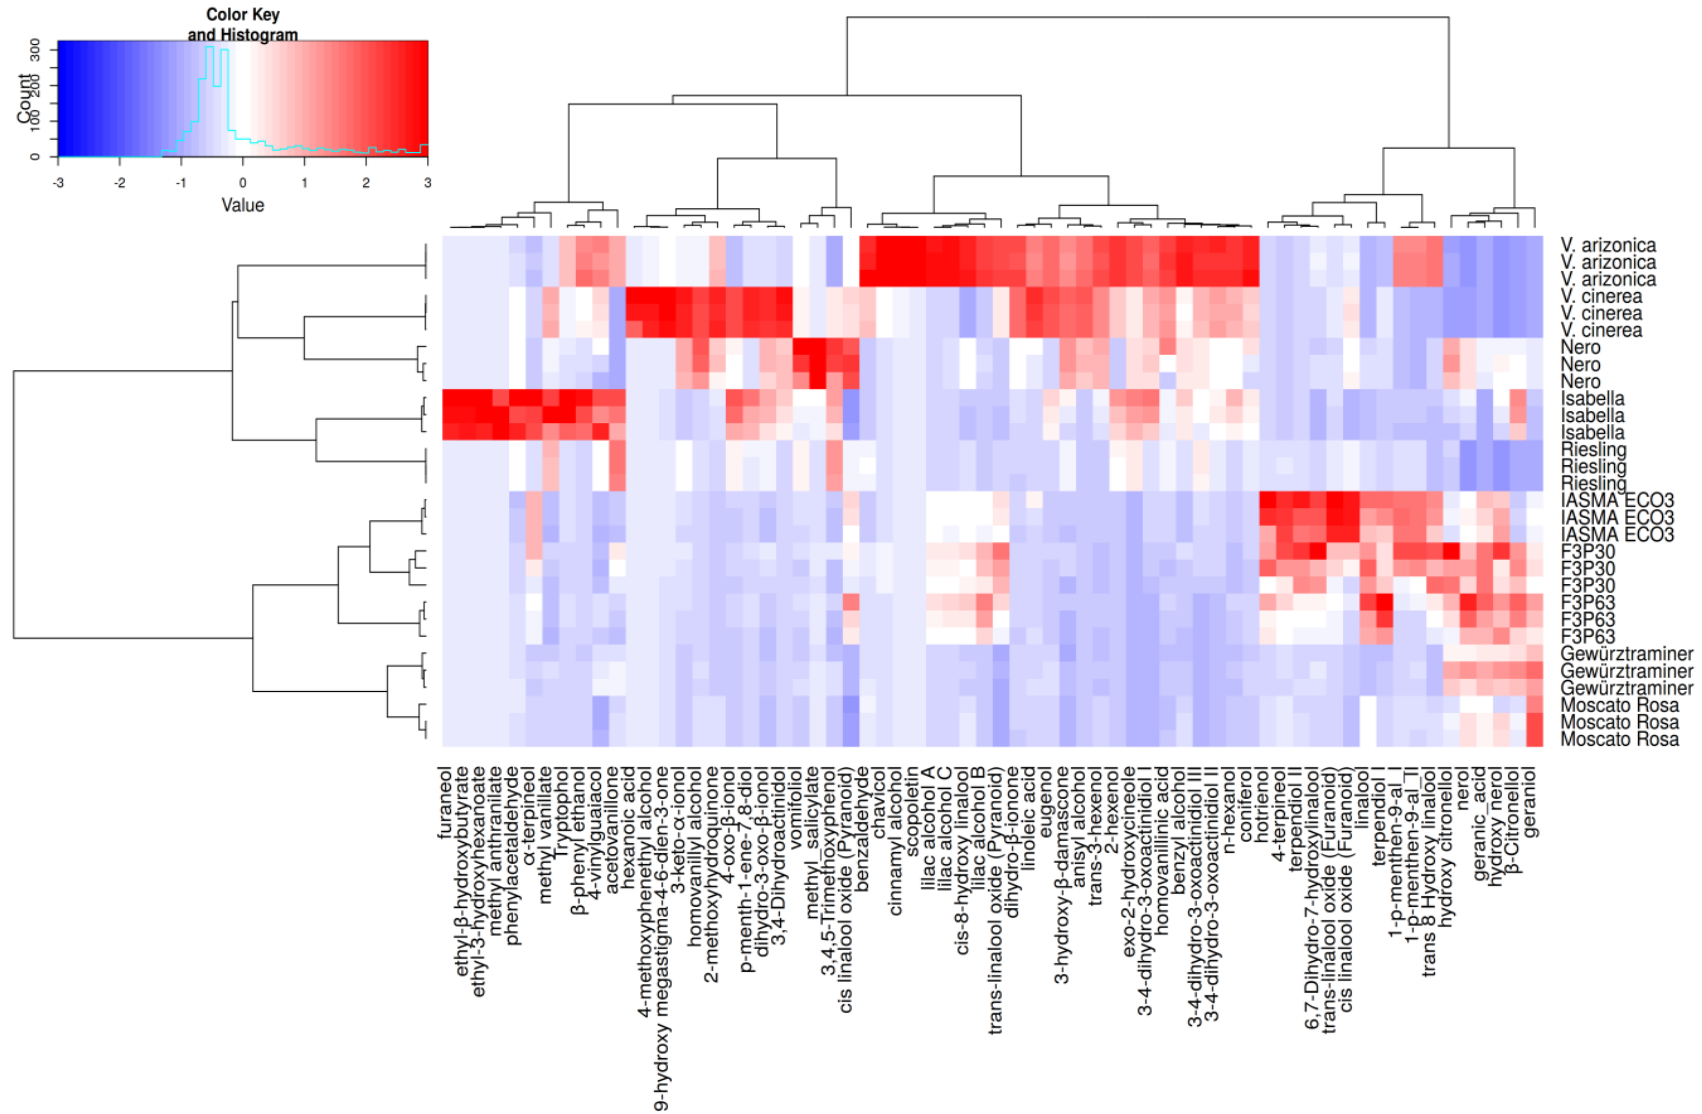 Color Key
and Histogram
Count
0
100
200
300
-3
-2
-1
0
1
2
3
Value
V. arizonica
V. arizonica
V. arizonica
V. cinerea
V. cinerea
V. cinerea
Nero
Nero
Nero
Isabella
Isabella
Isabella
Riesling
Riesling
Riesling
IASMA ECO3
IASMA ECO3
IASMA ECO3
F3P30
F3P30
F3P30
F3P63
F3P63
F3P63
Gewürztraminer
Gewürztraminer
Gewürztraminer
Moscato Rosa
Moscato Rosa
Moscato Rosa
furaneol
ethyl-β-hydroxybutyrate
ethyl-3-hydroxyhexanoate
methyl anthranilate
phenylacetaldehyde
α-terpineol
methyl vanillate
Tryptophol
β-phenyl ethanol
4-vinylguaiacol
acetovanillone
hexanoic acid
4-methoxyphenethyl alcohol
9-hydroxy megastigma-4-6-dien-3-one
3-keto-α-ionol
homovanillyl alcohol
2-methoxyhydroquinone
4-oxo-β-ionol
p-menth-1-ene-7,8-diol
dihydro-3-oxo-β-ionol
3,4-Dihydroactinidol
vomifoliol
methyl_salicylate
3,4,5-Trimethoxyphenol
cis linalool oxide (Pyranoid)
benzaldehyde
chavicol
cinnamyl alcohol
scopoletin
lilac alcohol A
lilac alcohol C
cis-8-hydroxy linalool
lilac alcohol B
trans-linalool oxide (Pyranoid)
dihydro-β-ionone
linoleic acid
eugenol
3-hydroxy-β-damascone
anisyl alcohol
trans-3-hexenol
2-hexenol
exo-2-hydroxycineole
3-4-dihydro-3-oxoactinidiol I
homovanillinic acid
benzyl alcohol
3-4-dihydro-3-oxoactinidiol III
3-4-dihydro-3-oxoactinidiol II
n-hexanol
coniferol
hotrienol
4-terpineol
terpendiol II
6,7-Dihydro-7-hydroxylinalool
trans-linalool oxide (Furanoid)
cis linalool oxide (Furanoid)
linalool
terpendiol I
1-p-menthen-9-al_I
1-p-menthen-9-al_II
trans 8 Hydroxy linalool
hydroxy citronellol
nerol
geranic_acid
hydroxy_nerol
β-Citronellol
geraniol